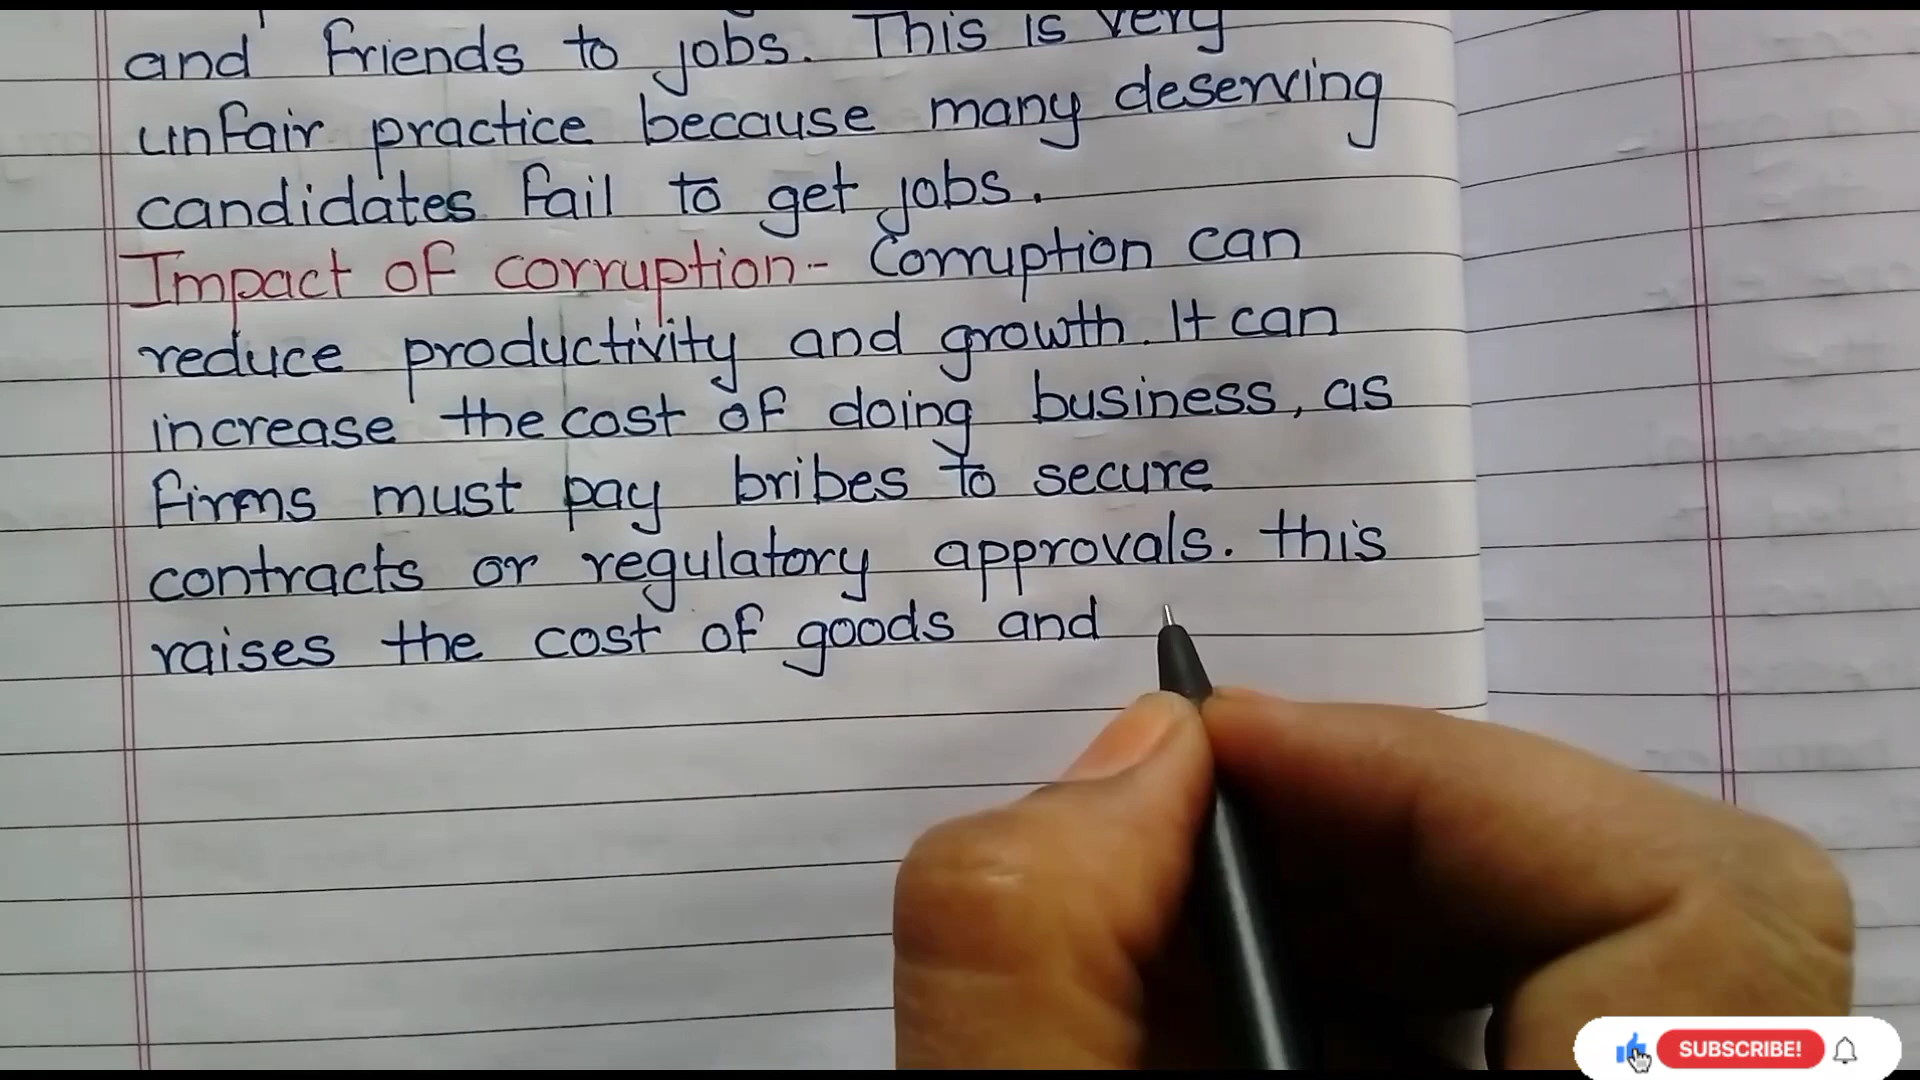 and friends to jobs. This is very
unfair practice because many deserving
candidates fail to get jobs.
Impact of corruption- Corruption can
reduce productivity and growth. It can
increase the cost of doing business, as
firms must pay bribes to secure
contracts or regulatory approvals. this
raises the cost of goods and
SUBSCRIBE!